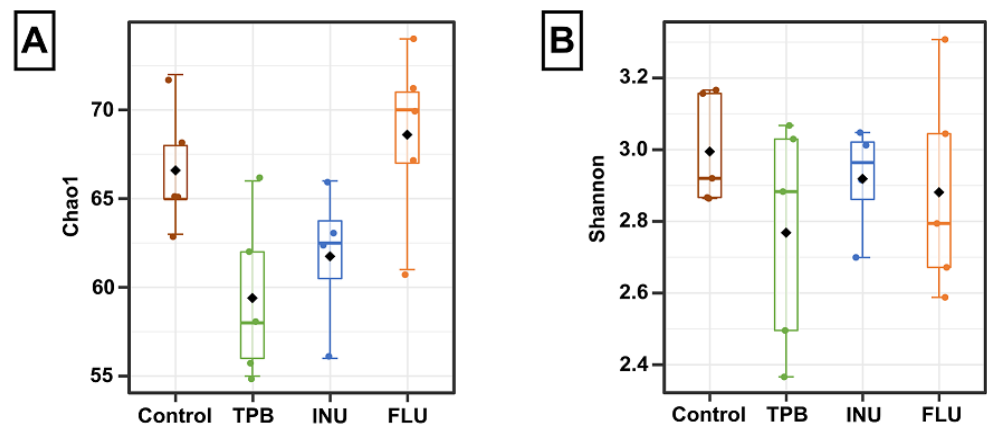 A
Chao1
70
65
60
55
Control TPB INU FLU
B
Shannon
3.2
3.0
2.8
2.6
2.4
Control TPB INU FLU